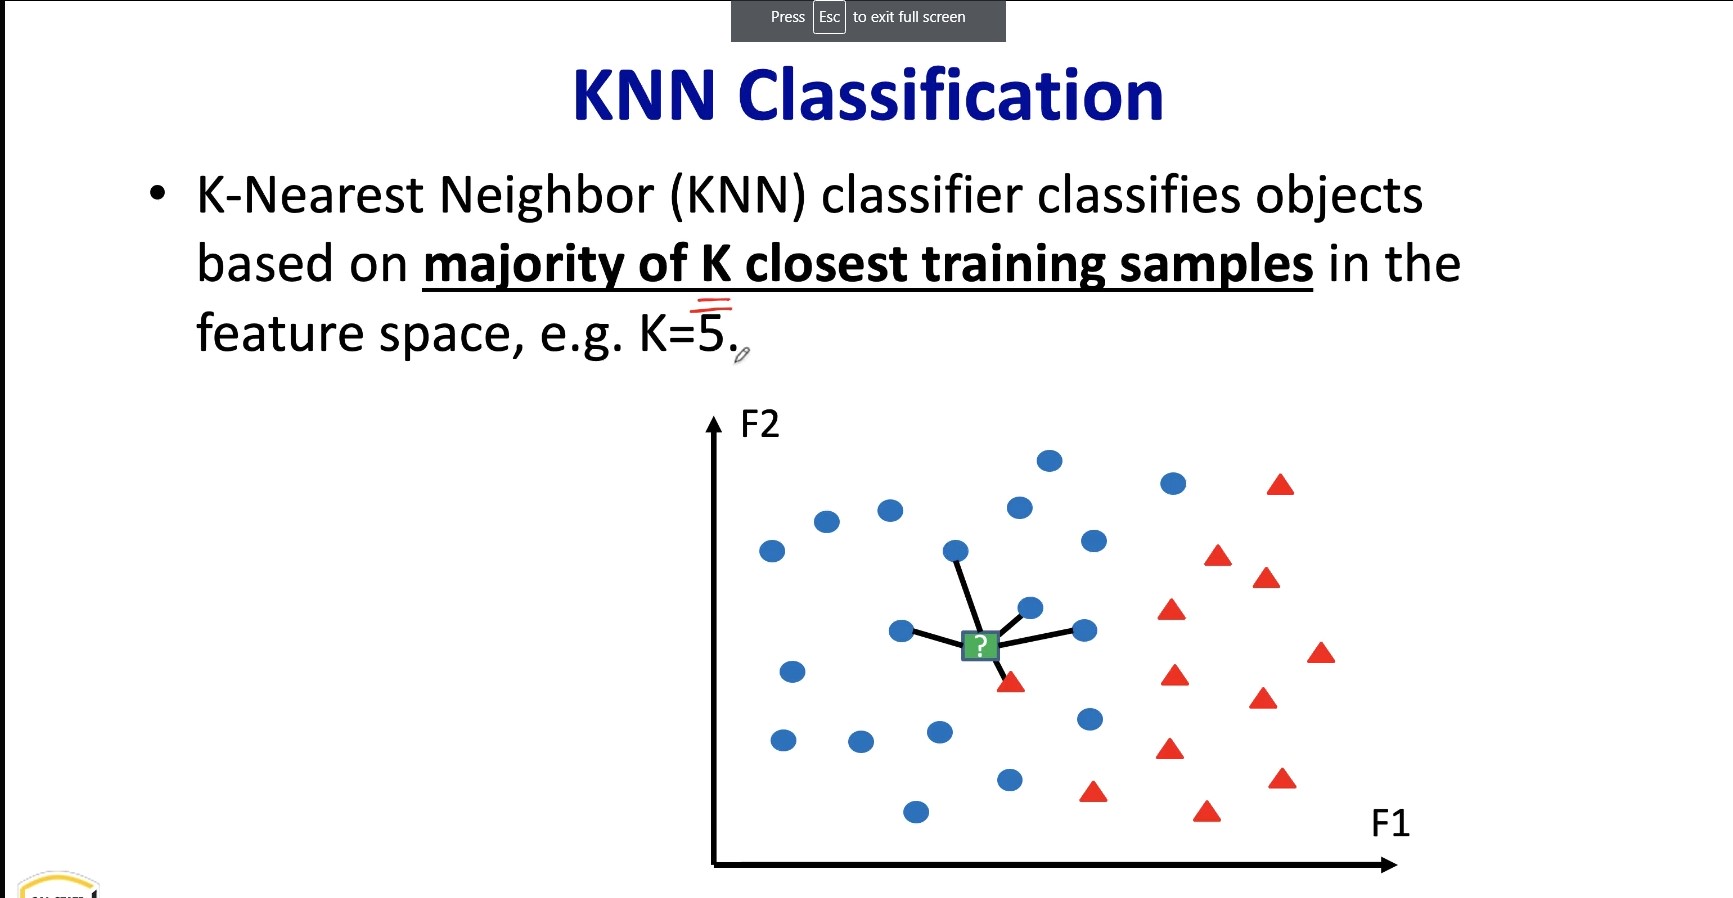 Press Esc to exit full screen
KNN Classification
• K-Nearest Neighbor (KNN) classifier classifies objects
based on majority of K closest training samples in the
feature space, e.g. K=5.
F2
?
F1